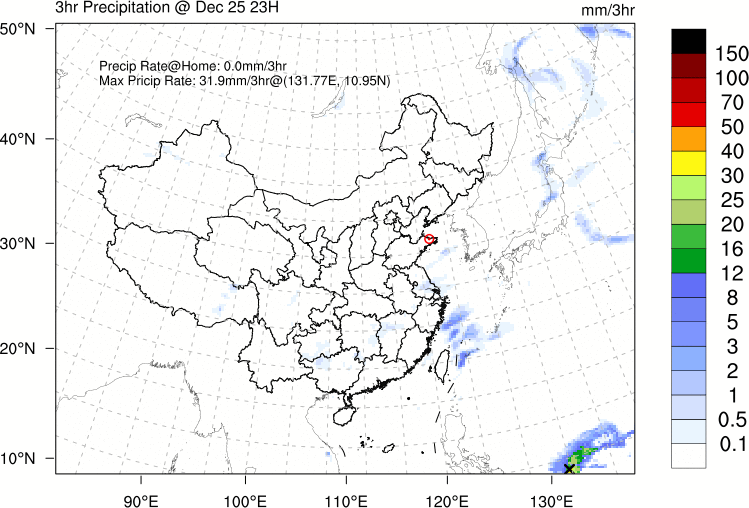 3hr Precipitation @ Dec 25 23H
mm/3hr
Precip Rate@Home: 0.0mm/3hr
Max Pricip Rate: 31.9mm/3hr@(131.77E, 10.95N)
50°N
40°N
30°N
20°N
10°N
90°E 100°E 110°E 120°E 130°E
150
100
70
50
40
30
25
20
16
12
8
5
3
2
1
0.5
0.1